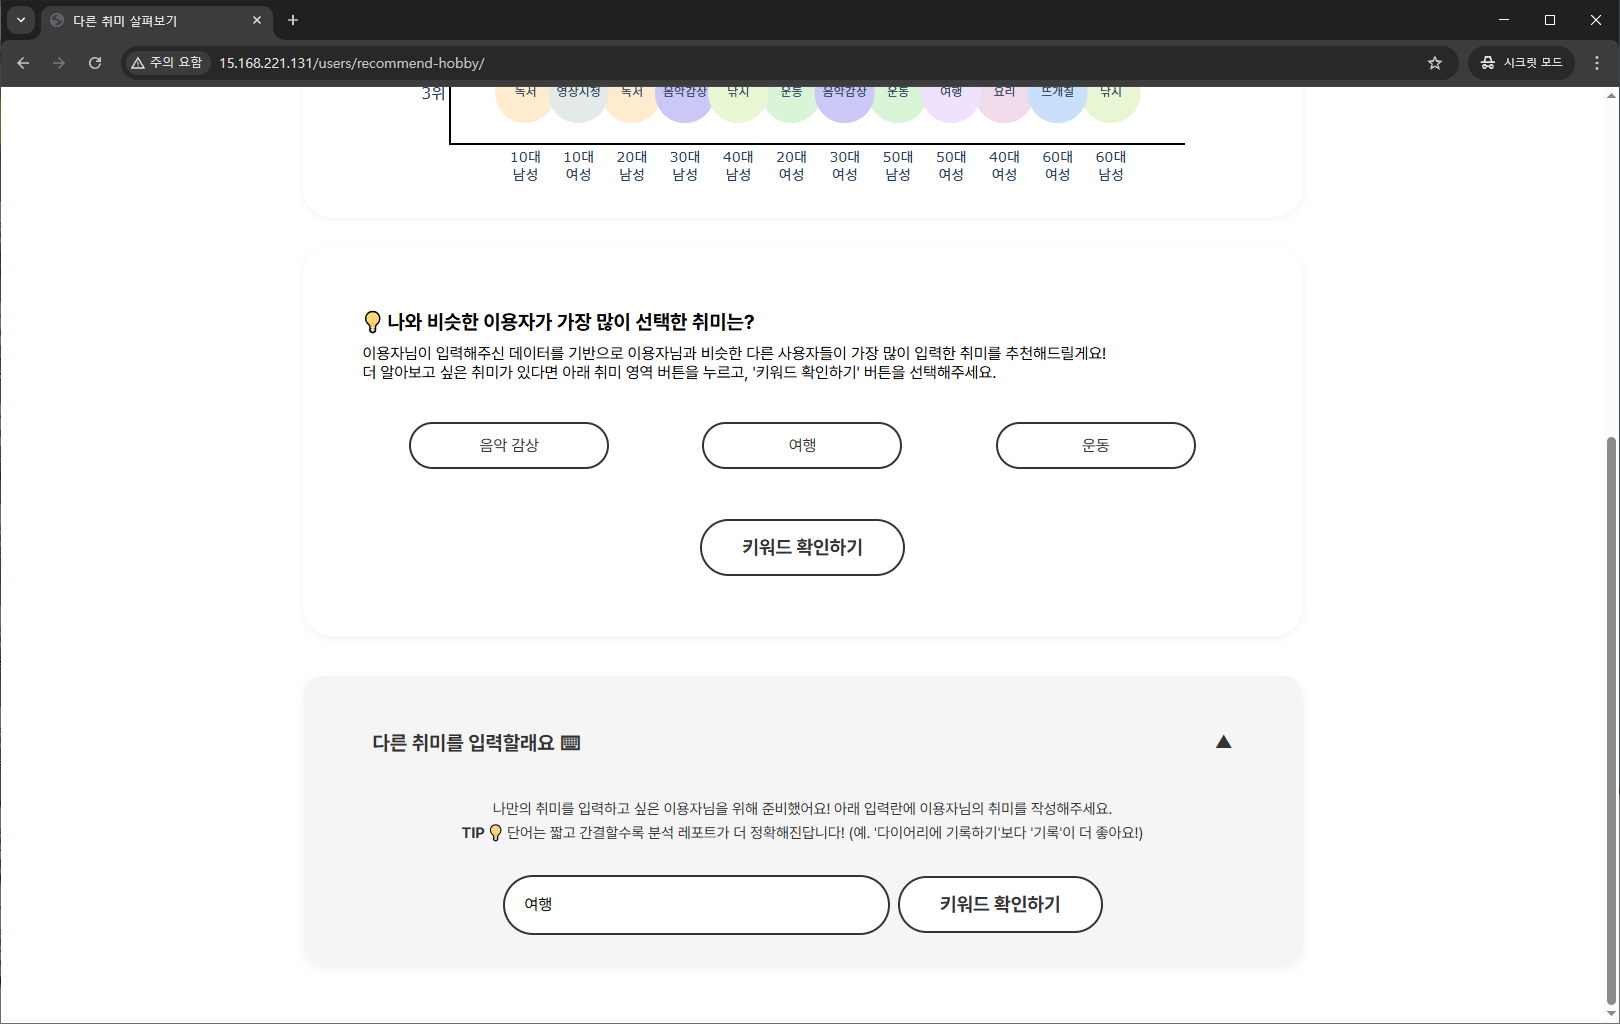 다른 취미 살펴보기
주의 요함
15.168.221.131/users/recommend-hobby/
시크릿 모드
3위
독서 영상시청 독서 음악감상 낚시 운동 음악감상 운동 여행 요리 뜨개질 낚시
10대 10대 20대 30대 40대 20대 30대 50대 50대 40대 60대 60대
남성 여성 남성 남성 남성 여성 여성 남성 여성 여성 여성 남성
나와 비슷한 이용자가 가장 많이 선택한 취미는?
이용자님이 입력해주신 데이터를 기반으로 이용자님과 비슷한 다른 사용자들이 가장 많이 입력한 취미를 추천해드릴게요!
더 알아보고 싶은 취미가 있다면 아래 취미 영역 버튼을 누르고, '키워드 확인하기' 버튼을 선택해주세요.
음악 감상 여행 운동
키워드 확인하기
다른 취미를 입력할래요
나만의 취미를 입력하고 싶은 이용자님을 위해 준비했어요! 아래 입력란에 이용자님의 취미를 작성해주세요.
TIP 단어는 짧고 간결할수록 분석 레포트가 더 정확해진답니다! (예. '다이어리에 기록하기'보다 '기록'이 더 좋아요!)
여행 키워드 확인하기